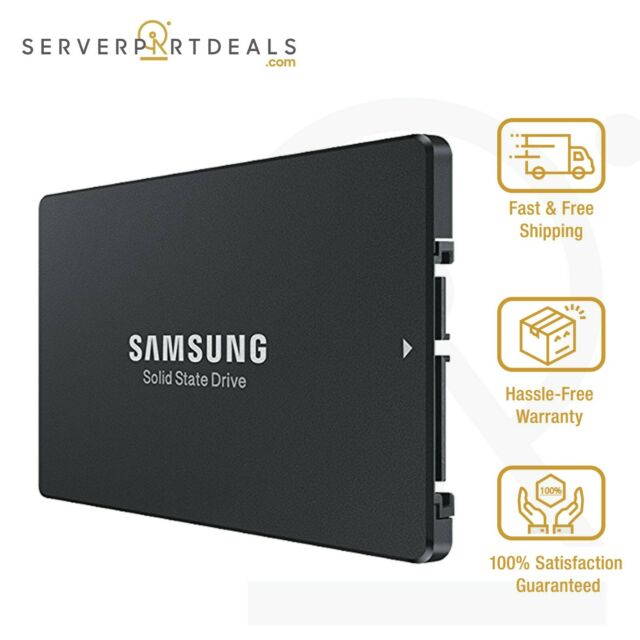 SERVERPARTDEALS
.com
SAMSUNG
Solid State Drive
Fast & Free
Shipping
Hassle-Free
Warranty
100%
100% Satisfaction
Guaranteed